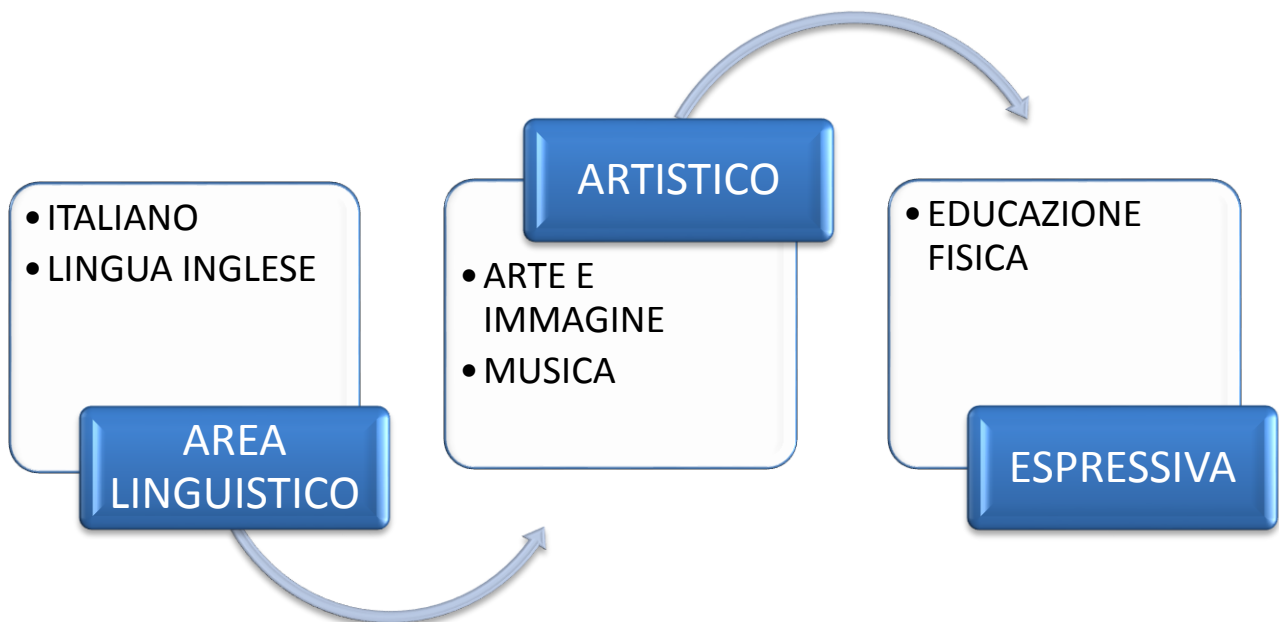 • ITALIANO
• LINGUA INGLESE
AREA
LINGUISTICO
ARTISTICO
• ARTE E
IMMAGINE
• MUSICA
• EDUCAZIONE
FISICA
ESPRESSIVA